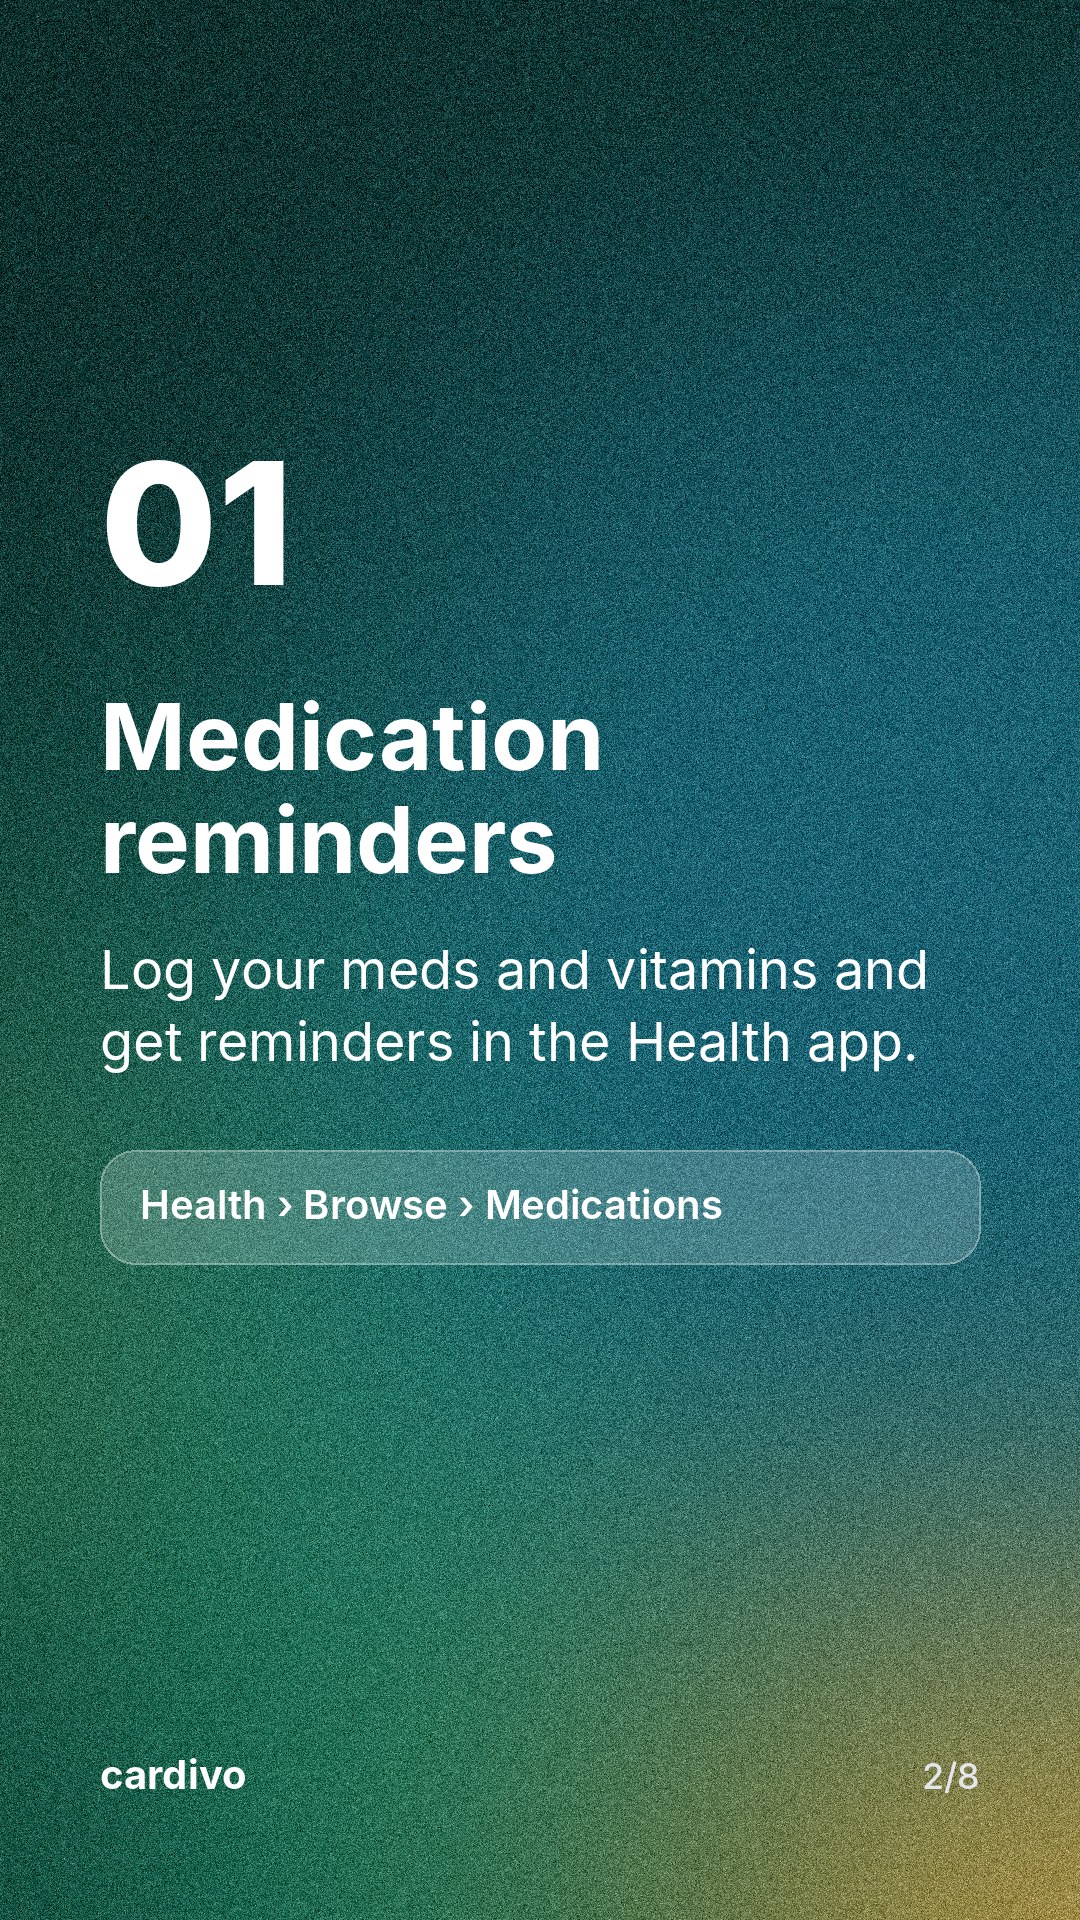 01
Medication
reminders
Log your meds and vitamins and
get reminders in the Health app.
Health › Browse › Medications
cardivo
2/8